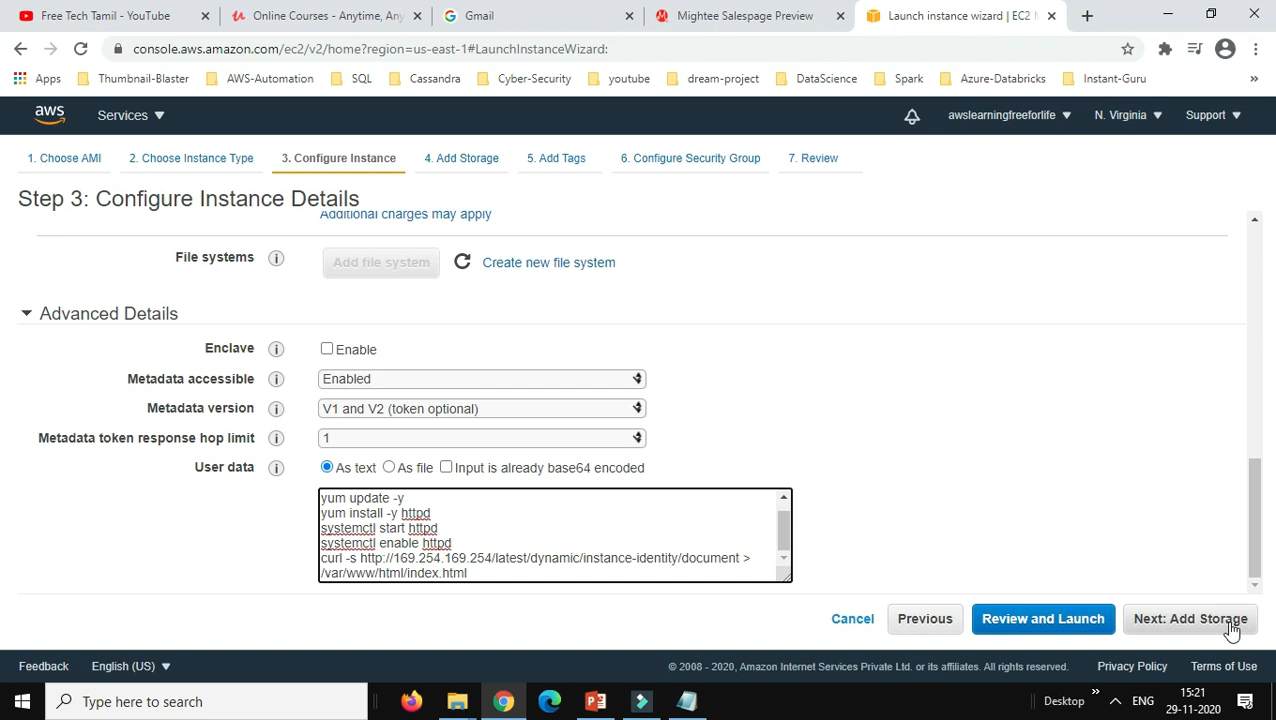 Free Tech Tamil - YouTube
Online Courses - Anytime, Any
Gmail
Mightee Salespage Preview
Launch instance wizard | EC2
console.aws.amazon.com/ec2/v2/home?region=us-east-1#LaunchInstanceWizard:
Apps Thumbnail-Blaster AWS-Automation SQL Cassandra Cyber-Security youtube dream-project DataScience Spark Azure-Databricks Instant-Guru »
aws Services awslearningfreeforlife N. Virginia Support
1. Choose AMI 2. Choose Instance Type 3. Configure Instance 4. Add Storage 5. Add Tags 6. Configure Security Group 7. Review
Step 3: Configure Instance Details
Additional charges may apply
File systems i Add file system Create new file system
Advanced Details
Enclave i Enable
Metadata accessible i Enabled
Metadata version i V1 and V2 (token optional)
Metadata token response hop limit i 1
User data i As text As file Input is already base64 encoded
yum update -y
yum install -y httpd
systemctl start httpd
systemctl enable httpd
curl -s http://169.254.169.254/latest/dynamic/instance-identity/document >
/var/www/html/index.html
Cancel Previous Review and Launch Next: Add Storage
Feedback English (US) © 2008 - 2020, Amazon Internet Services Private Ltd. or its affiliates. All rights reserved. Privacy Policy Terms of Use
Type here to search Desktop » ENG 15:21
29-11-2020